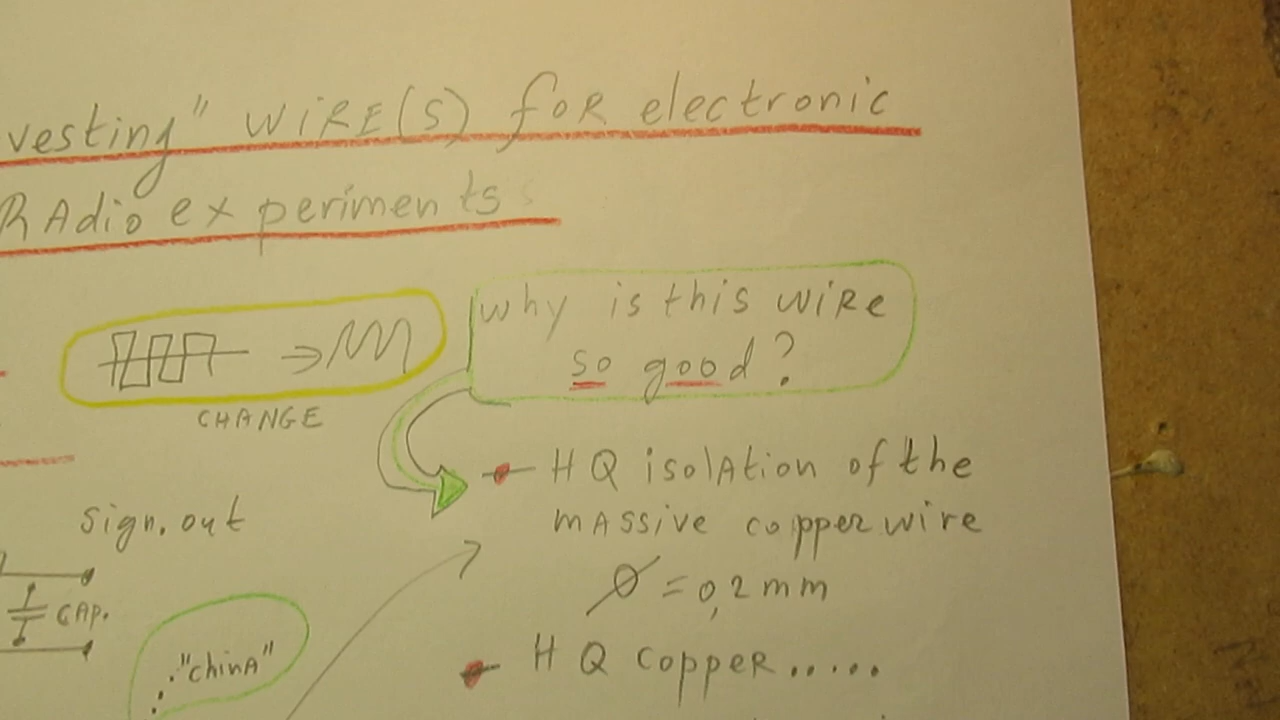 vesting" WIRE(S) foR electronic
RAdio experiments
why is this wiRe
so good?
CHANGE
HQ isolAtion of the
mAssive copper wire
Ø = 0,2 mm
sign. out
CAP.
"chinA"
HQ copper.....